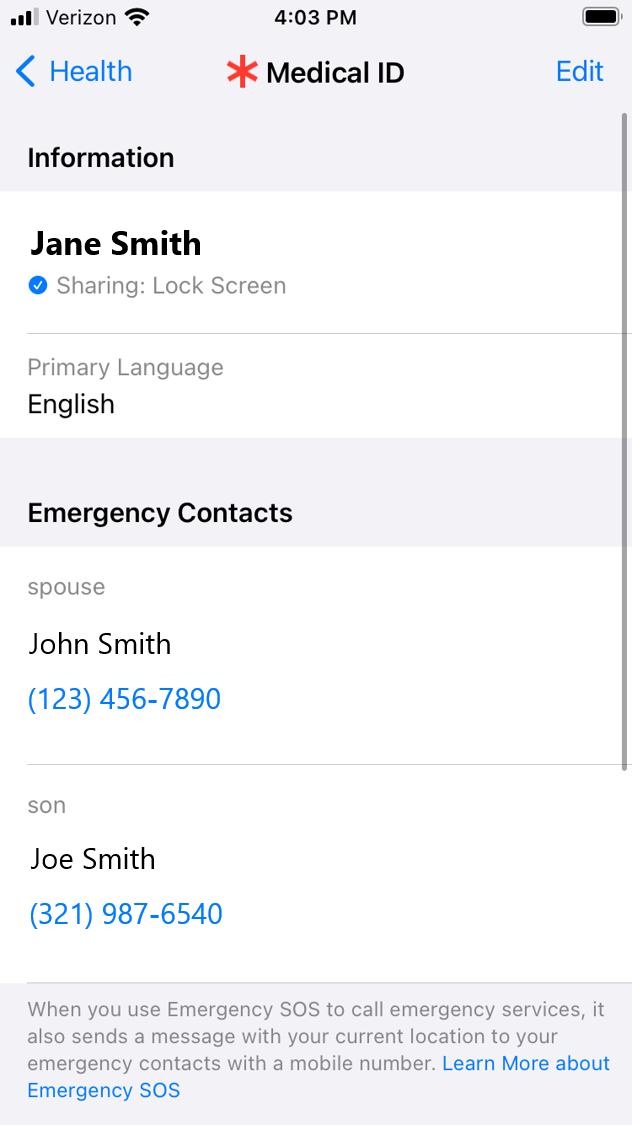 Verizon 4:03 PM
Health Medical ID Edit
Information
Jane Smith
Sharing: Lock Screen
Primary Language
English
Emergency Contacts
spouse
John Smith
(123) 456-7890
son
Joe Smith
(321) 987-6540
When you use Emergency SOS to call emergency services, it
also sends a message with your current location to your
emergency contacts with a mobile number. Learn More about
Emergency SOS